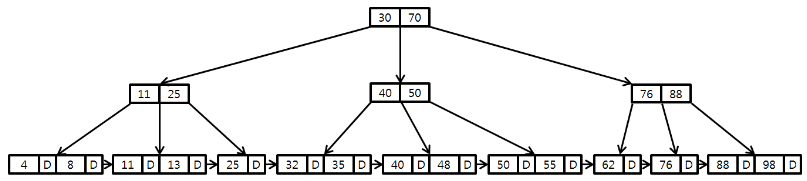 30 70
11 25
40 50
76 88
4 D 8 D
11 D 13 D
25 D
32 D 35 D
40 D 48 D
50 D 55 D
62 D
76 D
88 D 98 D